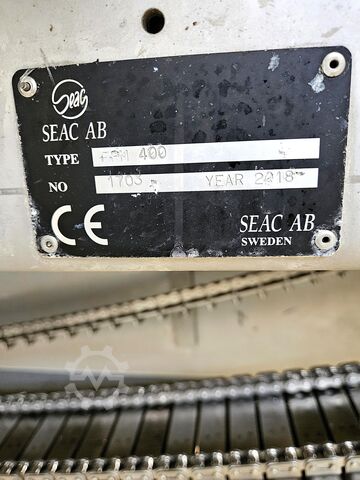 Seac
SEAC AB
TYPE FPM 400
NO 1703 YEAR 2018
CE
SEAC AB
SWEDEN